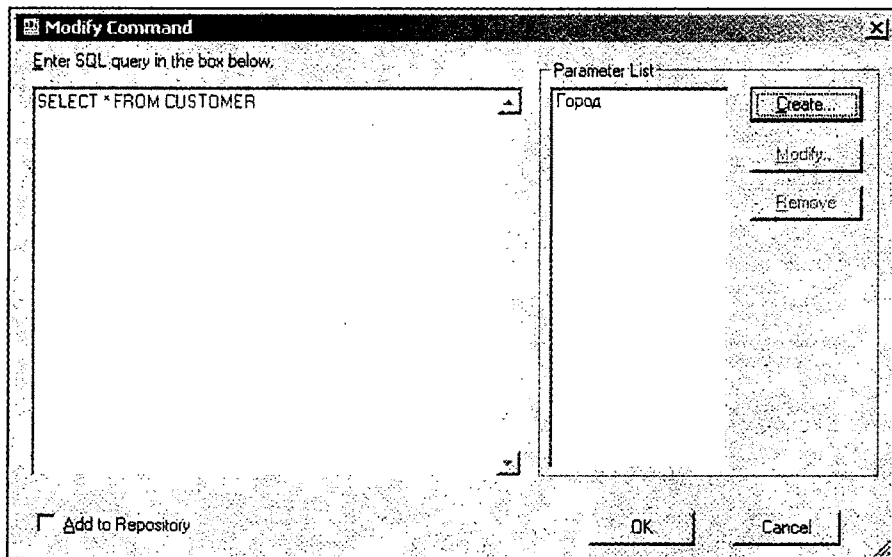 Modify Command
Enter SQL query in the box below.
SELECT * FROM CUSTOMER
Parameter List
Город
Create...
Modify...
Remove
Add to Repository
OK
Cancel